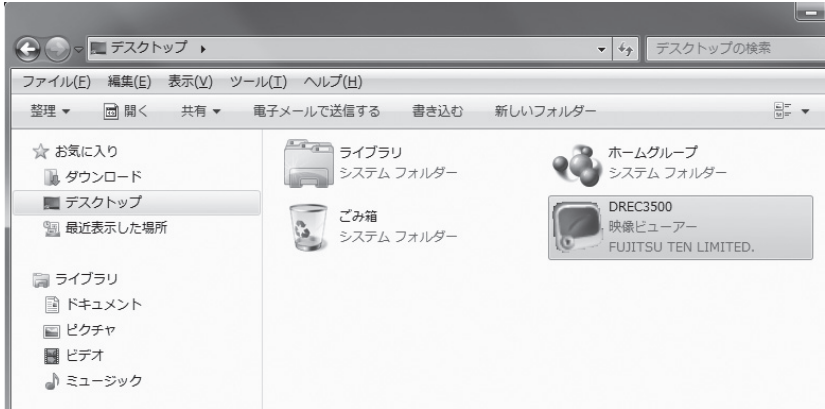 デスクトップ
デスクトップの検索
ファイル(F) 編集(E) 表示(V) ツール(T) ヘルプ(H)
整理 開く 共有 電子メールで送信する 書き込む 新しいフォルダー
お気に入り
ダウンロード
デスクトップ
最近表示した場所
ライブラリ
ドキュメント
ピクチャ
ビデオ
ミュージック
ライブラリ
システム フォルダー
ホームグループ
システム フォルダー
ごみ箱
システム フォルダー
DREC3500
映像ビューアー
FUJITSU TEN LIMITED.